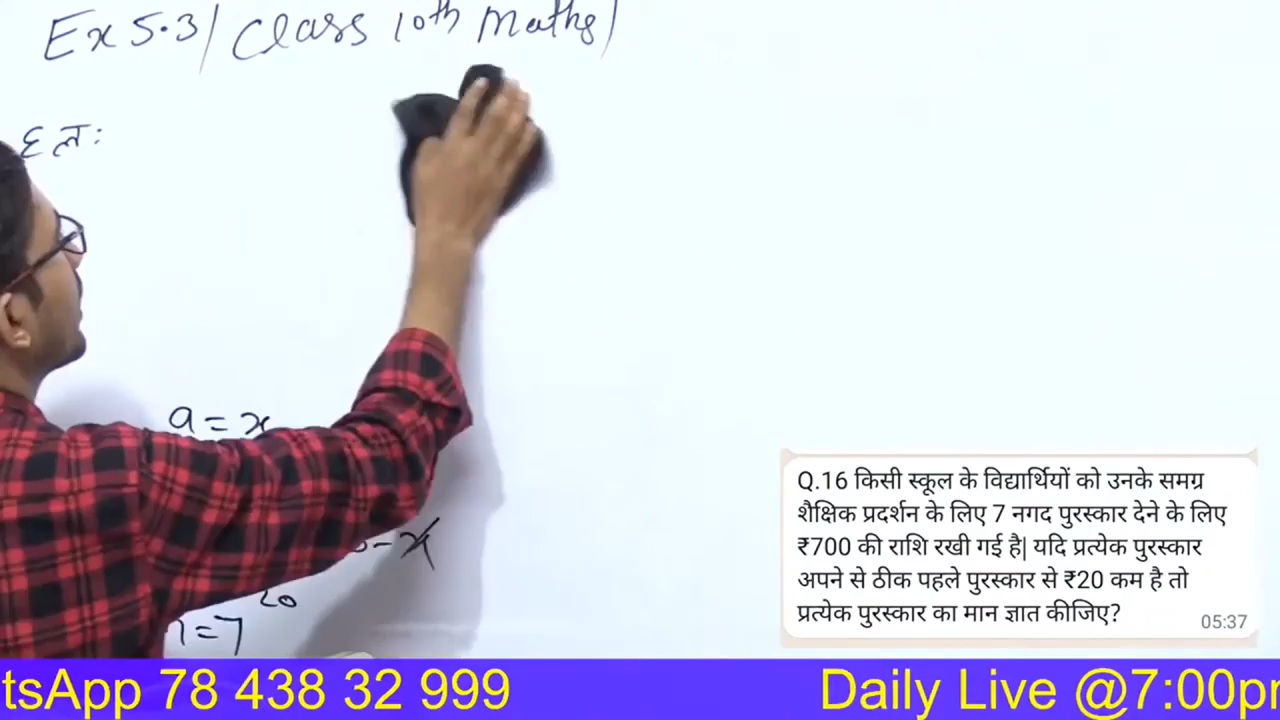 Ex 5.3/ Class 10th Maths/
हल:
a = x
- x
20
=7
Q.16 किसी स्कूल के विद्यार्थियों को उनके समग्र
शैक्षिक प्रदर्शन के लिए 7 नगद पुरस्कार देने के लिए
₹700 की राशि रखी गई है| यदि प्रत्येक पुरस्कार
अपने से ठीक पहले पुरस्कार से ₹20 कम है तो
प्रत्येक पुरस्कार का मान ज्ञात कीजिए?
05:37
tsApp 78 438 32 999 Daily Live @7:00p